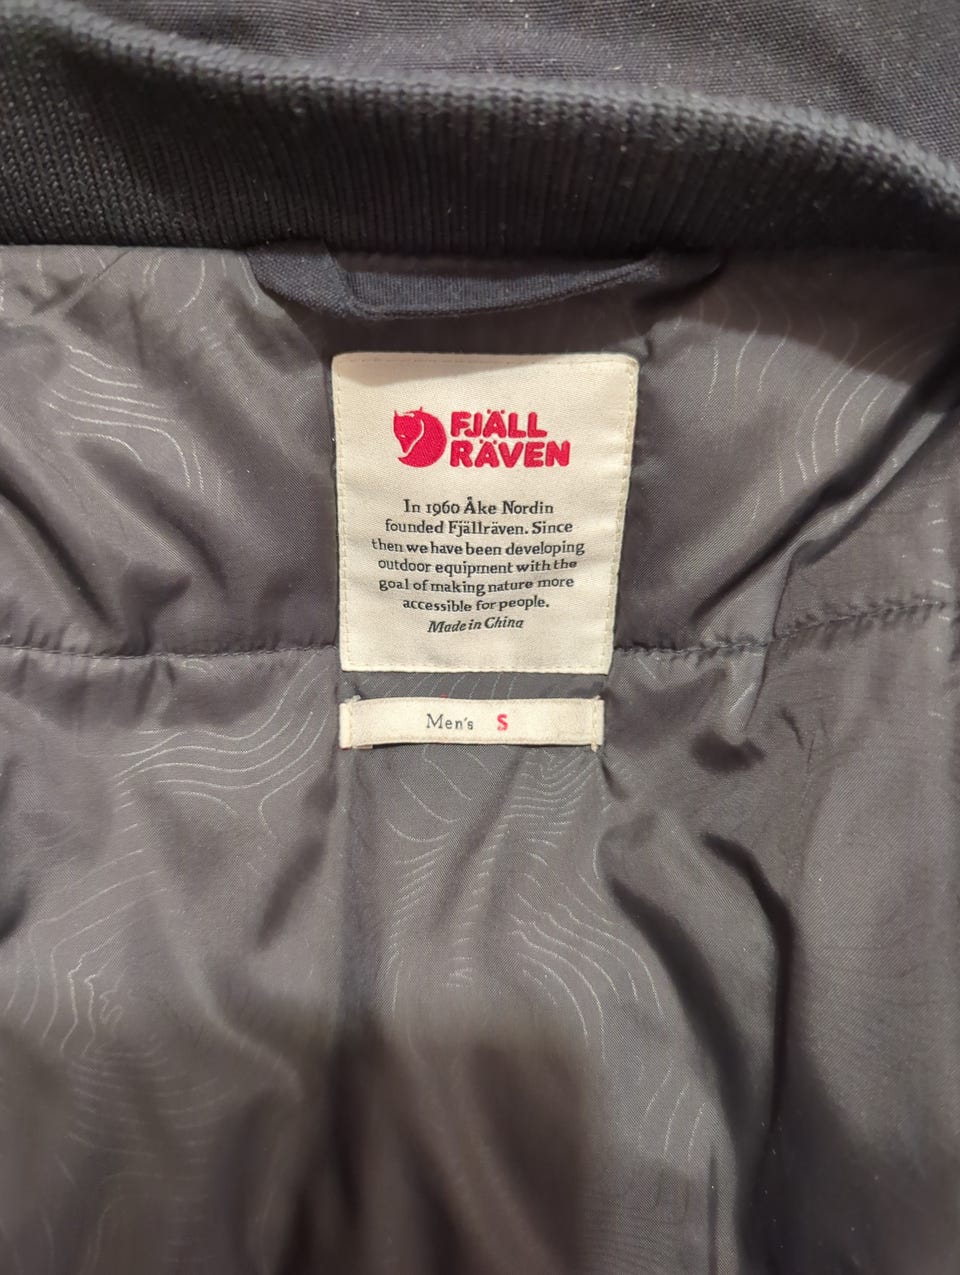 FJÄLL
RÄVEN
In 1960 Åke Nordin
founded Fjällräven. Since
then we have been developing
outdoor equipment with the
goal of making nature more
accessible for people.
Made in China
Men's S